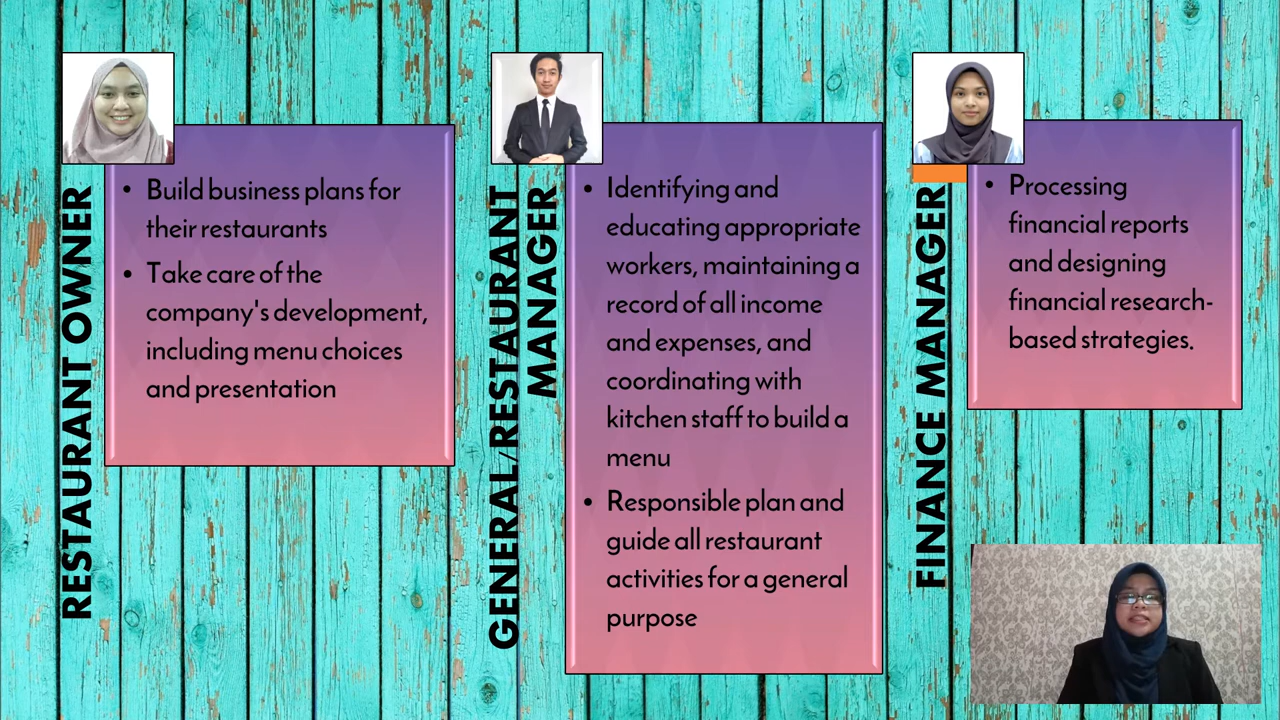 RESTAURANT OWNER
• Build business plans for
their restaurants
• Take care of the
company's development,
including menu choices
and presentation
GENERAL/RESTAURANT
MANAGER
• Identifying and
educating appropriate
workers, maintaining a
record of all income
and expenses, and
coordinating with
kitchen staff to build a
menu
• Responsible plan and
guide all restaurant
activities for a general
purpose
FINANCE MANAGER
• Processing
financial reports
and designing
financial research-
based strategies.